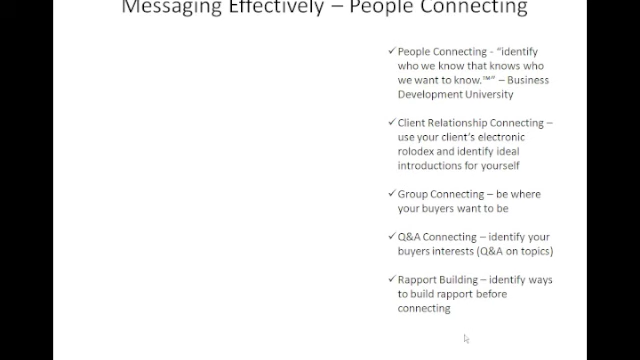 Messaging Effectively – People Connecting
✓ People Connecting - "identify
who we know that knows who
we want to know.™" – Business
Development University
✓ Client Relationship Connecting –
use your client's electronic
rolodex and identify ideal
introductions for yourself
✓ Group Connecting – be where
your buyers want to be
✓ Q&A Connecting – identify your
buyers interests (Q&A on topics)
✓ Rapport Building – identify ways
to build rapport before
connecting